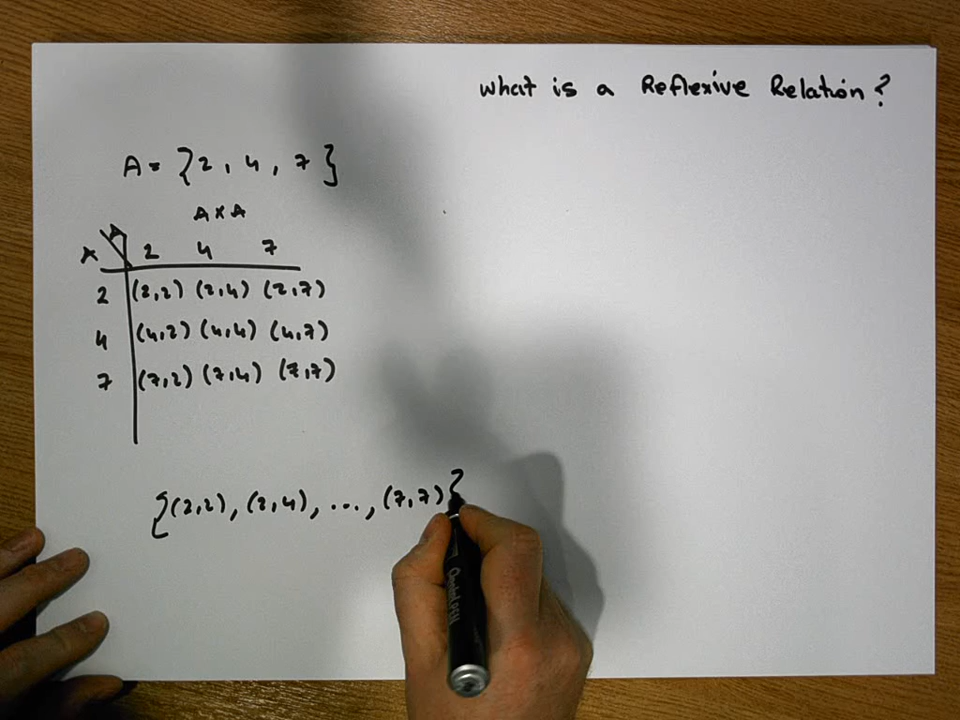 What is a Reflexive Relation?
A = {2, 4, 7}
A x A
A
x 2 4 7
2 (2,2) (2,4) (2,7)
4 (4,2) (4,4) (4,7)
7 (7,2) (7,4) (7,7)
{(2,2), (2,4), ..., (7,7)}